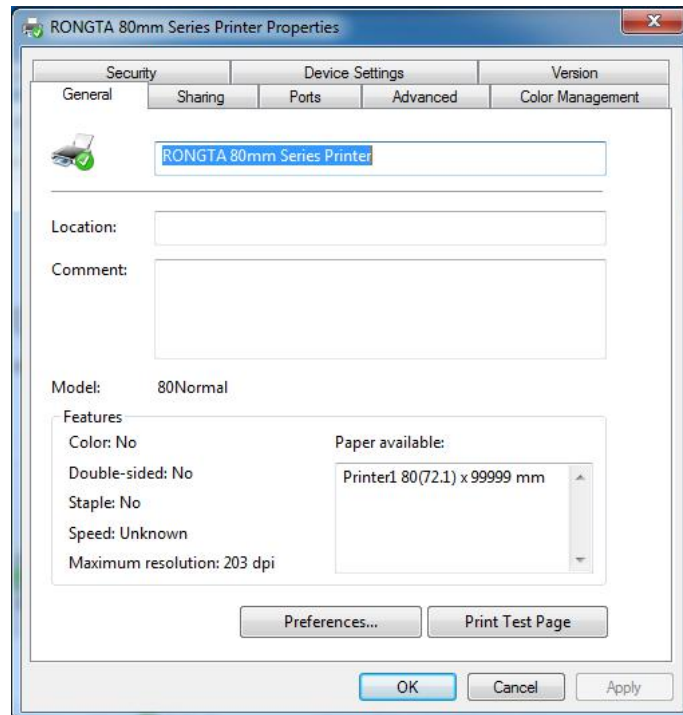 RONGTA 80mm Series Printer Properties
Security Device Settings Version
General Sharing Ports Advanced Color Management
RONGTA 80mm Series Printer
Location:
Comment:
Model: 80Normal
Features
Color: No Paper available:
Double-sided: No Printer1 80(72.1) x 99999 mm
Staple: No
Speed: Unknown
Maximum resolution: 203 dpi
Preferences... Print Test Page
OK Cancel Apply